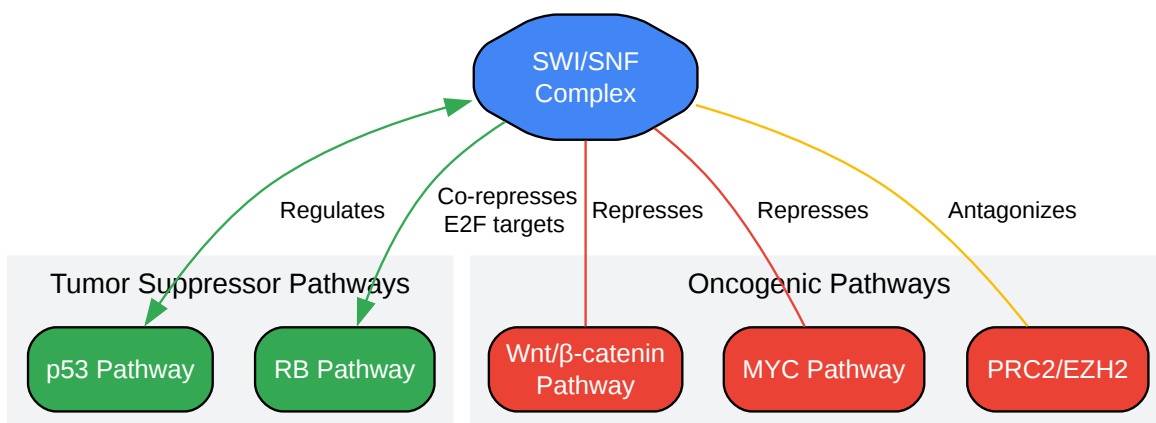 SWI/SNF
Complex
Regulates
Co-represses
E2F targets
Represses
Represses
Antagonizes
Tumor Suppressor Pathways
Oncogenic Pathways
p53 Pathway
RB Pathway
Wnt/β-catenin
Pathway
MYC Pathway
PRC2/EZH2